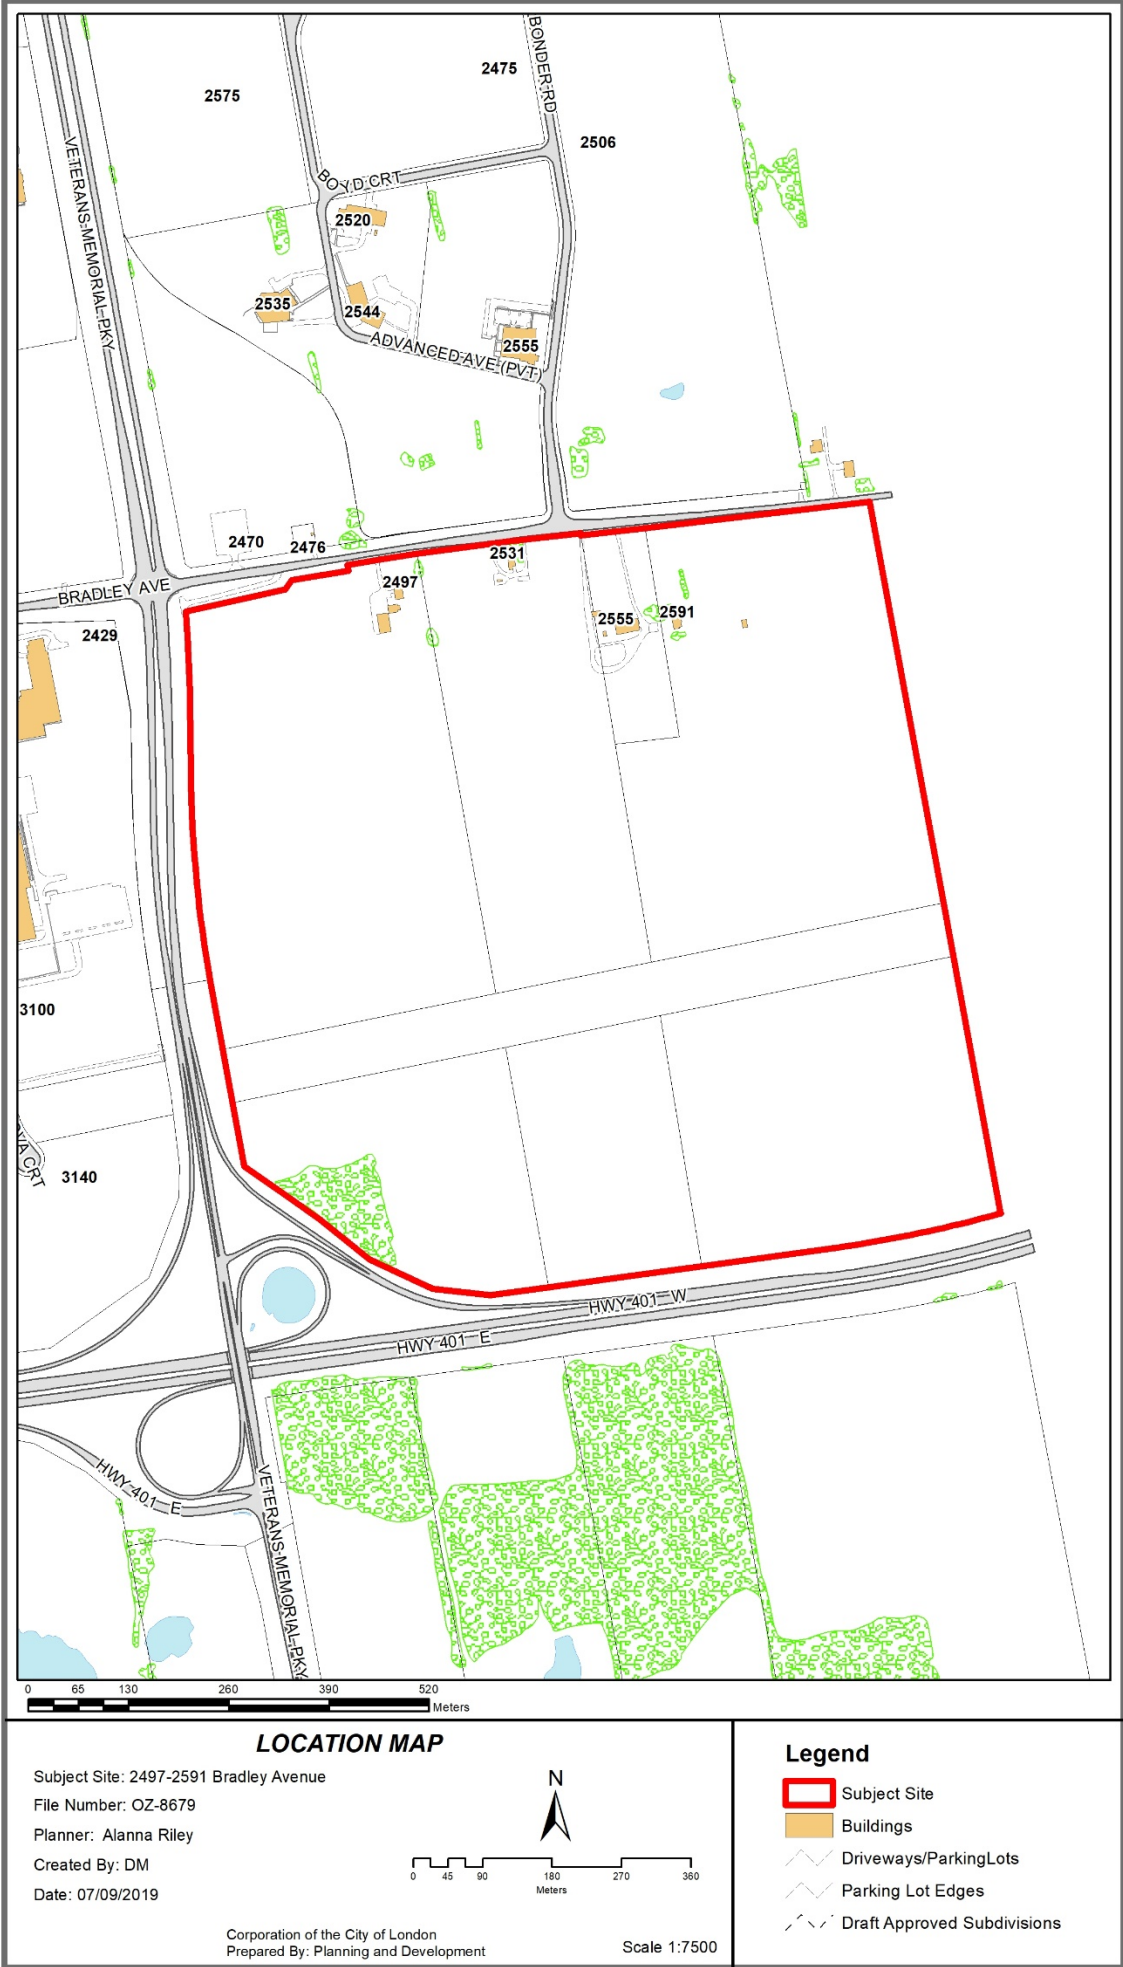 BONDER RD
2475
2575
2506
VETERANS-MEMORIAL-PKY
BOYD CRT
2520
2535
2544
2555
ADVANCED AVE (PVT)
2470
2476
2531
BRADLEY AVE
2497
2555
2591
2429
3100
3140
CRT
HWY 401 W
HWY 401 E
HWY 401 E
VETERANS-MEMORIAL-PKY
0 65 130 260 390 520
Meters
LOCATION MAP
Subject Site: 2497-2591 Bradley Avenue
File Number: OZ-8679
Planner: Alanna Riley
Created By: DM
Date: 07/09/2019
N
0 45 90 180 270 360
Meters
Corporation of the City of London
Prepared By: Planning and Development
Scale 1:7500
Legend
Subject Site
Buildings
Driveways/ParkingLots
Parking Lot Edges
Draft Approved Subdivisions